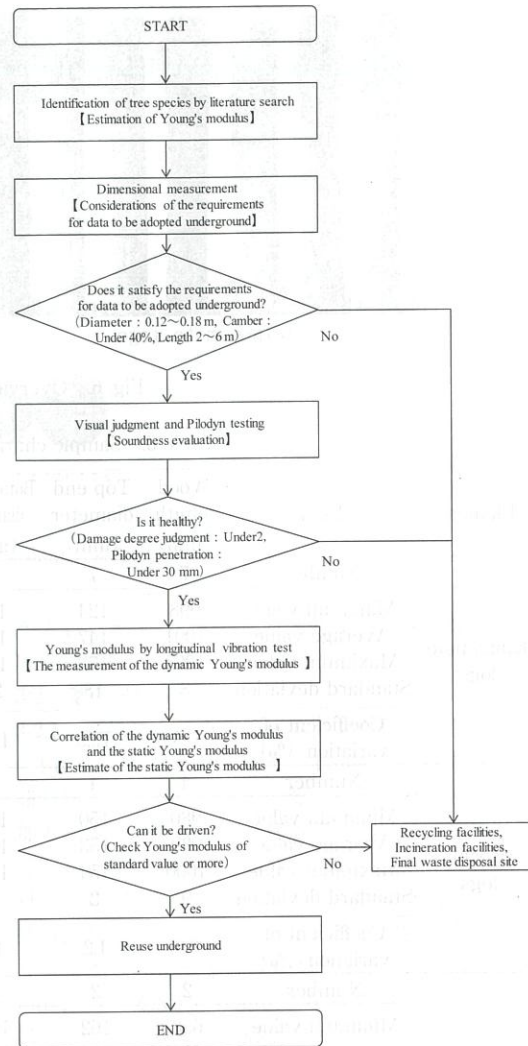 START
Identification of tree species by literature search
【Estimation of Young's modulus】
Dimensional measurement
【Considerations of the requirements
for data to be adopted underground】
Does it satisfy the requirements
for data to be adopted underground?
(Diameter : 0.12～0.18 m, Camber :
Under 40%, Length 2～6 m)
No
Yes
Visual judgment and Pilodyn testing
【Soundness evaluation】
Is it healthy?
(Damage degree judgment : Under2,
Pilodyn penetration :
Under 30 mm)
No
Yes
Young's modulus by longitudinal vibration test
【The measurement of the dynamic Young's modulus】
Correlation of the dynamic Young's modulus
and the static Young's modulus
【Estimate of the static Young's modulus】
Can it be driven?
(Check Young's modulus of
standard value or more)
No
Recycling facilities,
Incineration facilities,
Final waste disposal site
Yes
Reuse underground
END